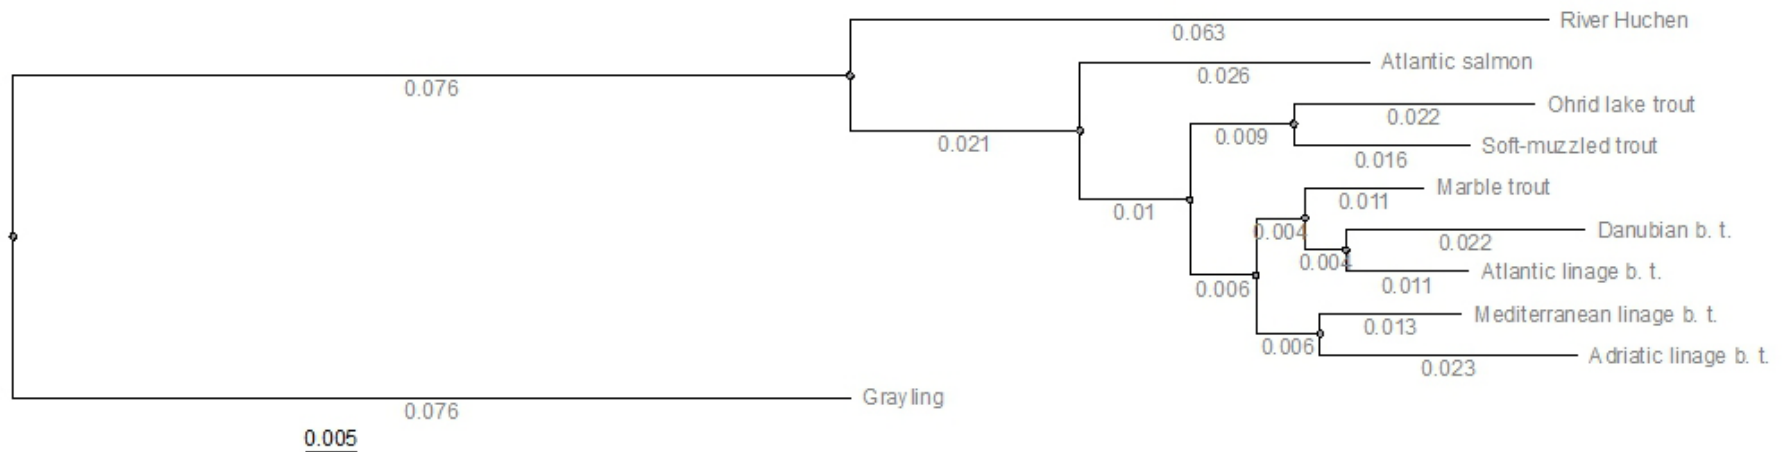 River Huchen
0.063
Atlantic salmon
0.026
0.076
Ohrid lake trout
0.022
0.009
0.021
Soft-muzzled trout
0.016
Marble trout
0.011
0.01
Danubian b. t.
0.004
0.022
0.004
Atlantic linage b. t.
0.011
0.006
Mediterranean linage b. t.
0.013
0.006
Adriatic linage b. t.
0.023
Grayling
0.076
0.005